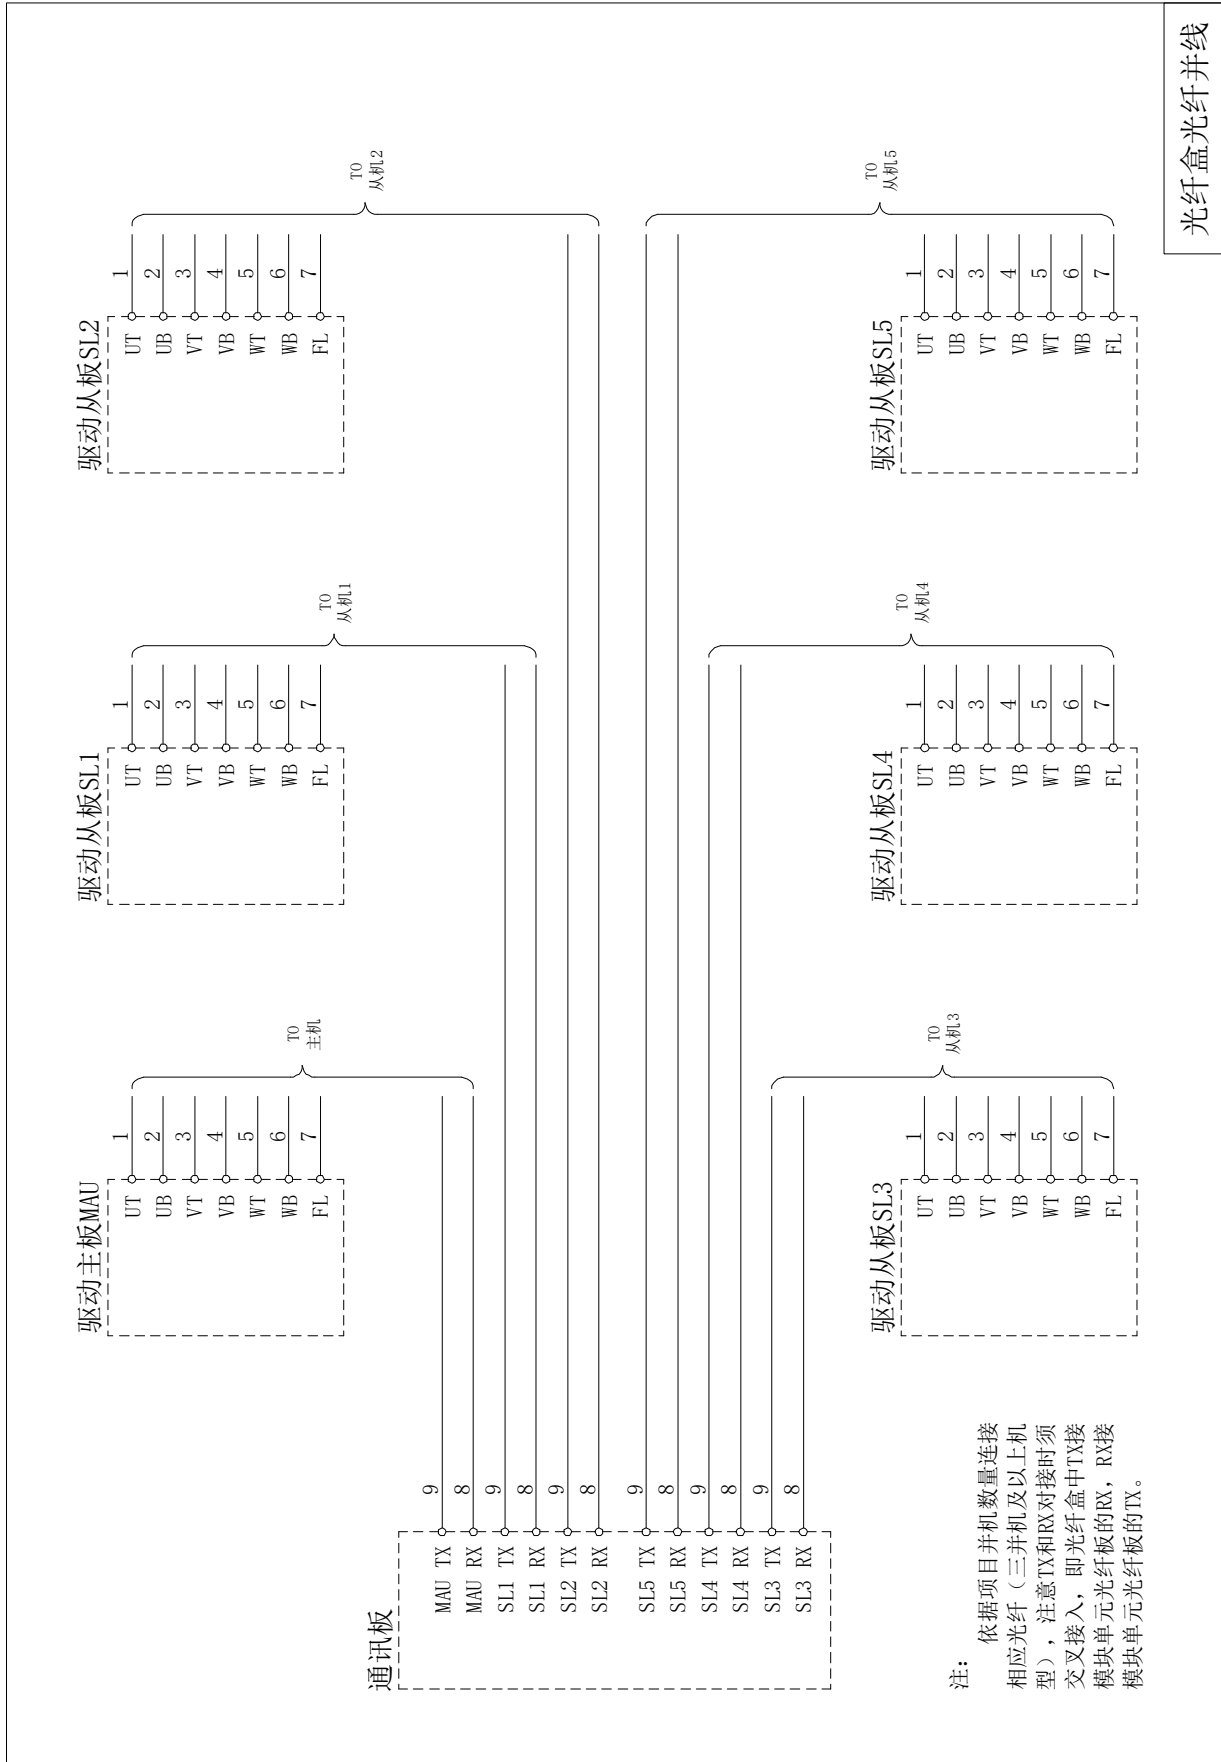 驱动主板MAU
UT 1
UB 2
VT 3
VB 4
WT 5
WB 6
FL 7
TO
主机
驱动从板SL1
UT 1
UB 2
VT 3
VB 4
WT 5
WB 6
FL 7
TO
从机1
驱动从板SL2
UT 1
UB 2
VT 3
VB 4
WT 5
WB 6
FL 7
TO
从机2
通讯板
MAU TX 9
MAU RX 8
SL1 TX 9
SL1 RX 8
SL2 TX 9
SL2 RX 8
SL5 TX 9
SL5 RX 8
SL4 TX 9
SL4 RX 8
SL3 TX 9
SL3 RX 8
驱动从板SL3
UT 1
UB 2
VT 3
VB 4
WT 5
WB 6
FL 7
TO
从机3
驱动从板SL4
UT 1
UB 2
VT 3
VB 4
WT 5
WB 6
FL 7
TO
从机4
驱动从板SL5
UT 1
UB 2
VT 3
VB 4
WT 5
WB 6
FL 7
TO
从机5
注：
依据项目并机数量连接
相应光纤（三并机及以上机
型），注意TX和RX对接时须
交叉接入，即光纤盒中TX接
模块单元光纤板的RX，RX接
模块单元光纤板的TX。
光纤盒光纤并线